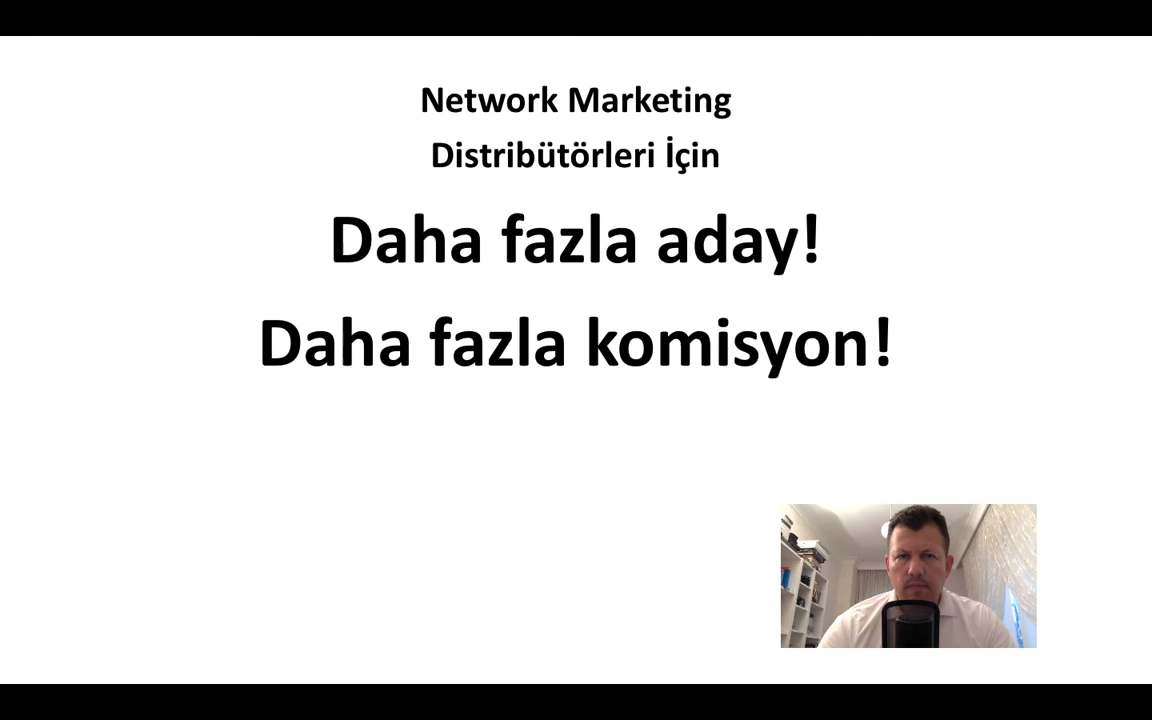 Network Marketing
Distribütörleri İçin
Daha fazla aday!
Daha fazla komisyon!